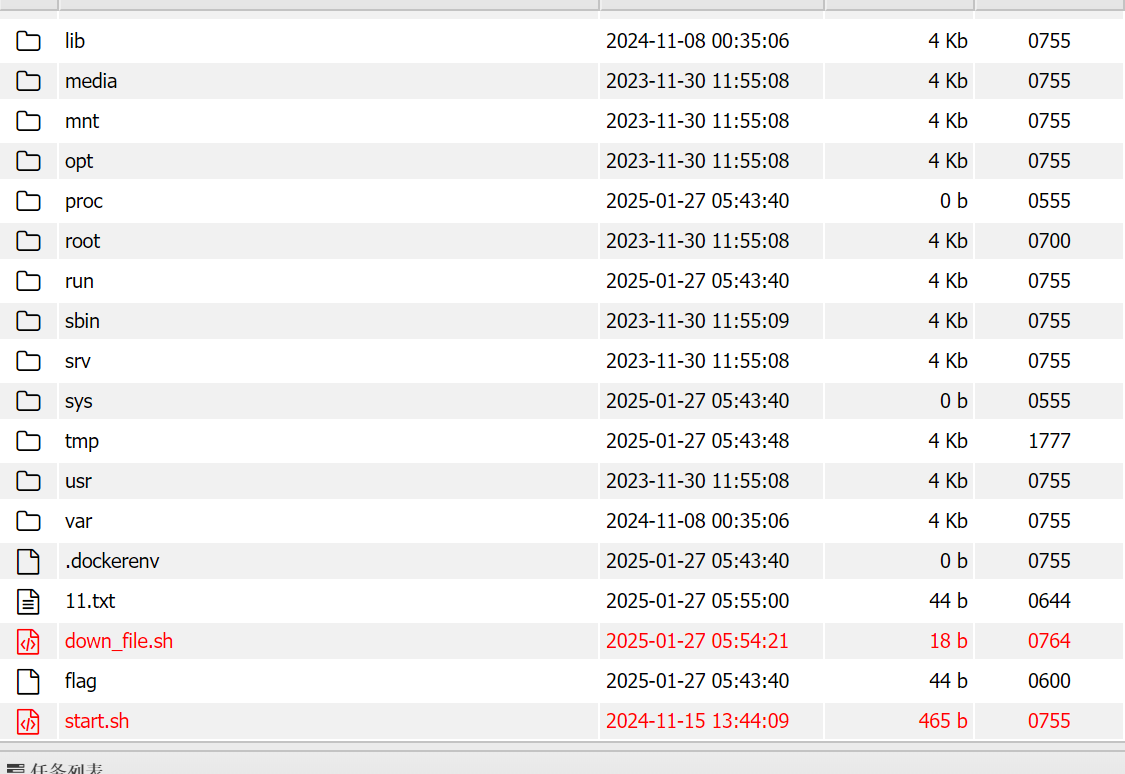 lib 2024-11-08 00:35:06 4 Kb 0755
media 2023-11-30 11:55:08 4 Kb 0755
mnt 2023-11-30 11:55:08 4 Kb 0755
opt 2023-11-30 11:55:08 4 Kb 0755
proc 2025-01-27 05:43:40 0 b 0555
root 2023-11-30 11:55:08 4 Kb 0700
run 2025-01-27 05:43:40 4 Kb 0755
sbin 2023-11-30 11:55:09 4 Kb 0755
srv 2023-11-30 11:55:08 4 Kb 0755
sys 2025-01-27 05:43:40 0 b 0555
tmp 2025-01-27 05:43:48 4 Kb 1777
usr 2023-11-30 11:55:08 4 Kb 0755
var 2024-11-08 00:35:06 4 Kb 0755
.dockerenv 2025-01-27 05:43:40 0 b 0755
11.txt 2025-01-27 05:55:00 44 b 0644
down_file.sh 2025-01-27 05:54:21 18 b 0764
flag 2025-01-27 05:43:40 44 b 0600
start.sh 2024-11-15 13:44:09 465 b 0755
任务列表